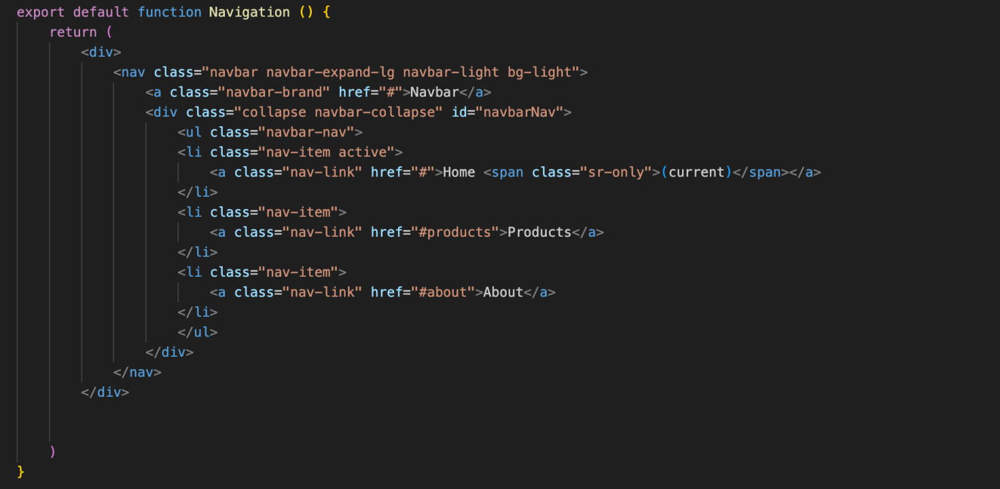 export default function Navigation () {
    return (
        <div>
            <nav class="navbar navbar-expand-lg navbar-light bg-light">
                <a class="navbar-brand" href="#">Navbar</a>
                <div class="collapse navbar-collapse" id="navbarNav">
                    <ul class="navbar-nav">
                    <li class="nav-item active">
                        <a class="nav-link" href="#">Home <span class="sr-only">(current)</span></a>
                    </li>
                    <li class="nav-item">
                        <a class="nav-link" href="#products">Products</a>
                    </li>
                    <li class="nav-item">
                        <a class="nav-link" href="#about">About</a>
                    </li>
                    </ul>
                </div>
            </nav>
        </div>
    )
}